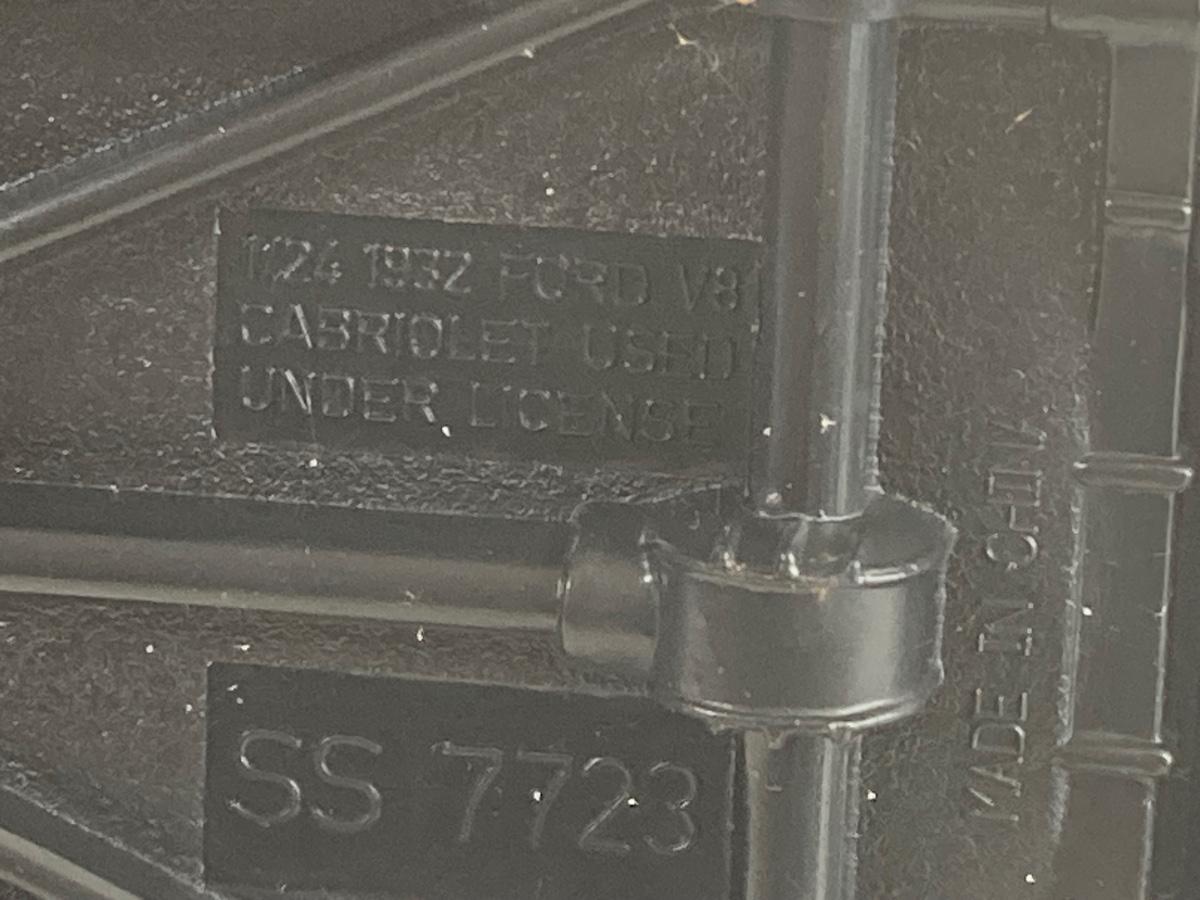 1:24 1932 FORD V8
CABRIOLET USED
UNDER LICENSE
SS 7723
MADE IN CHINA